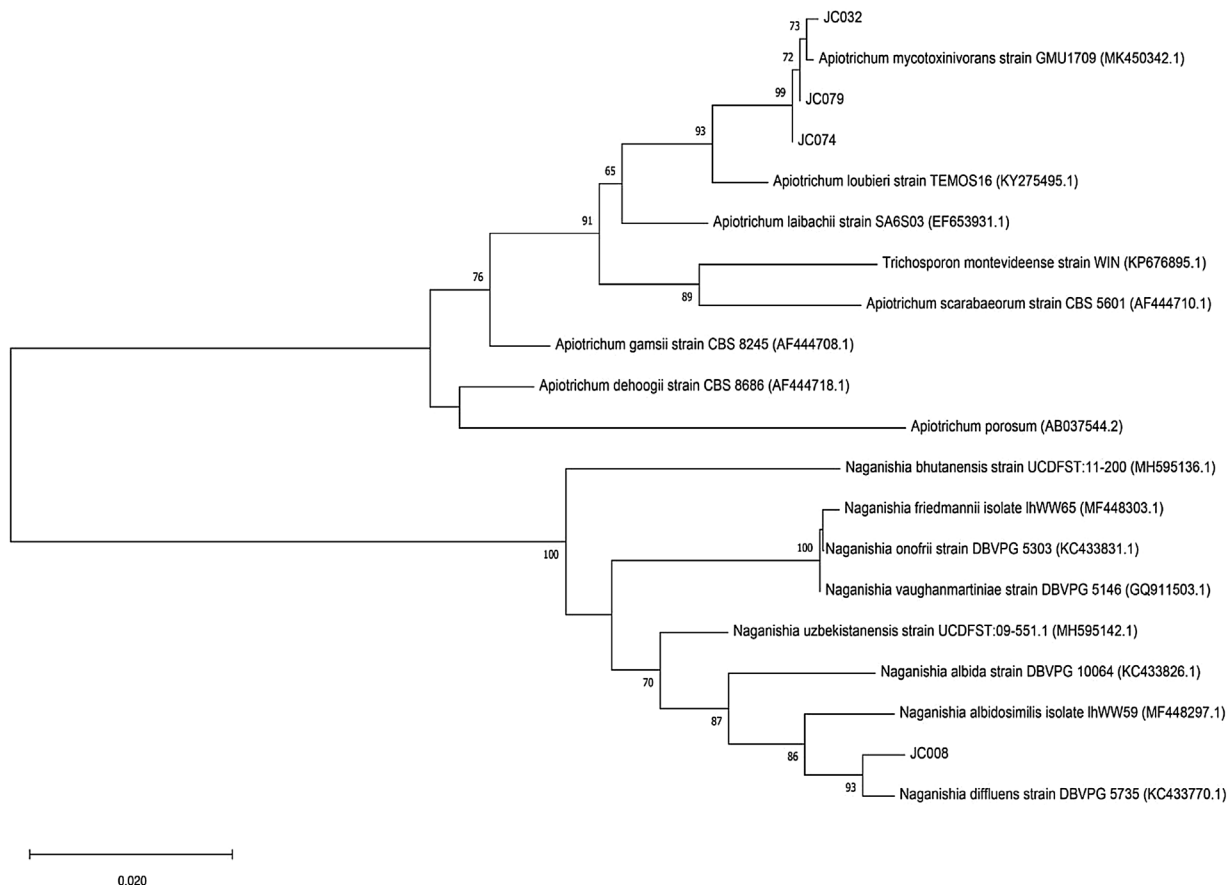 JC032
73
Apiotrichum mycotoxinivorans strain GMU1709 (MK450342.1)
72
JC079
99
JC074
93
Apiotrichum loubieri strain TEMOS16 (KY275495.1)
65
Apiotrichum laibachii strain SA6S03 (EF653931.1)
91
Trichosporon montevideense strain WIN (KP676895.1)
76
89
Apiotrichum scarabaeorum strain CBS 5601 (AF444710.1)
Apiotrichum gamsii strain CBS 8245 (AF444708.1)
Apiotrichum dehoogii strain CBS 8686 (AF444718.1)
Apiotrichum porosum (AB037544.2)
Naganishia bhutanensis strain UCDFST:11-200 (MH595136.1)
Naganishia friedmannii isolate IhWW65 (MF448303.1)
100
100
Naganishia onofrii strain DBVPG 5303 (KC433831.1)
Naganishia vaughanmartiniae strain DBVPG 5146 (GQ911503.1)
Naganishia uzbekistanensis strain UCDFST:09-551.1 (MH595142.1)
70
Naganishia albida strain DBVPG 10064 (KC433826.1)
87
Naganishia albidosimilis isolate IhWW59 (MF448297.1)
86
JC008
93
Naganishia diffluens strain DBVPG 5735 (KC433770.1)
0.020